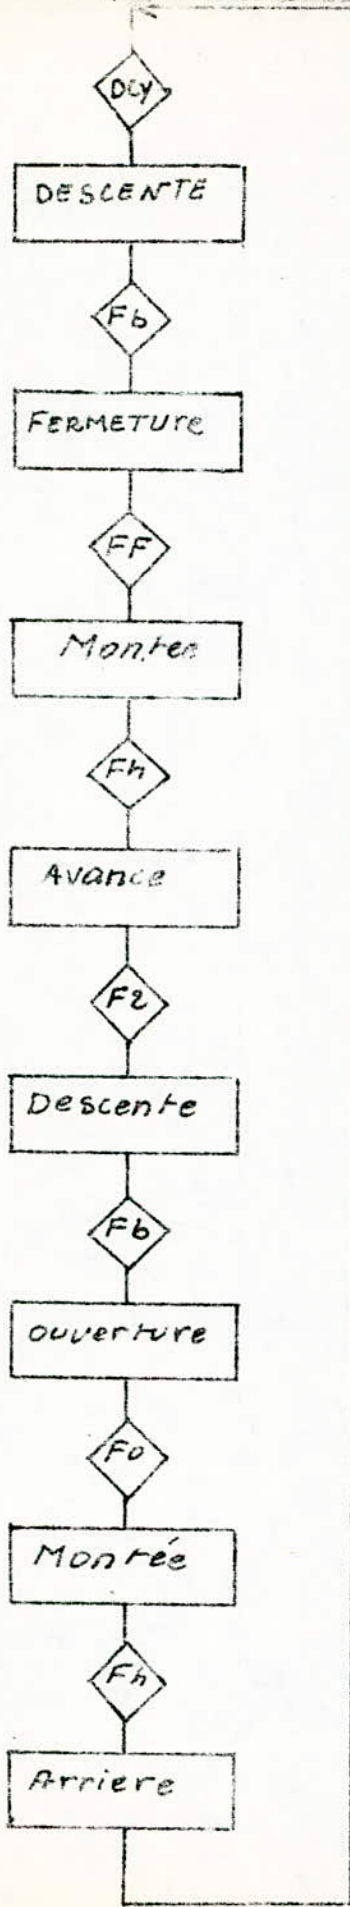 Dcy
DESCENTE
Fb
FERMETURe
FF
Montee
Fh
Avance
F2
Descente
Fb
ouverture
Fo
Montée
Fh
Arriere